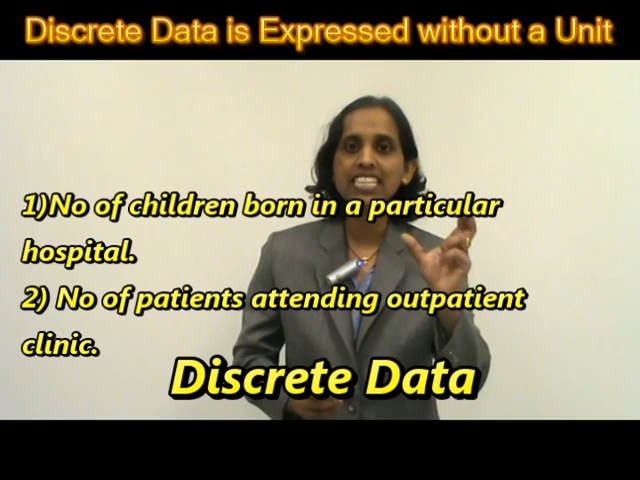 Discrete Data is Expressed without a Unit
1)No of children born in a particular
hospital.
2) No of patients attending outpatient
clinic.
Discrete Data